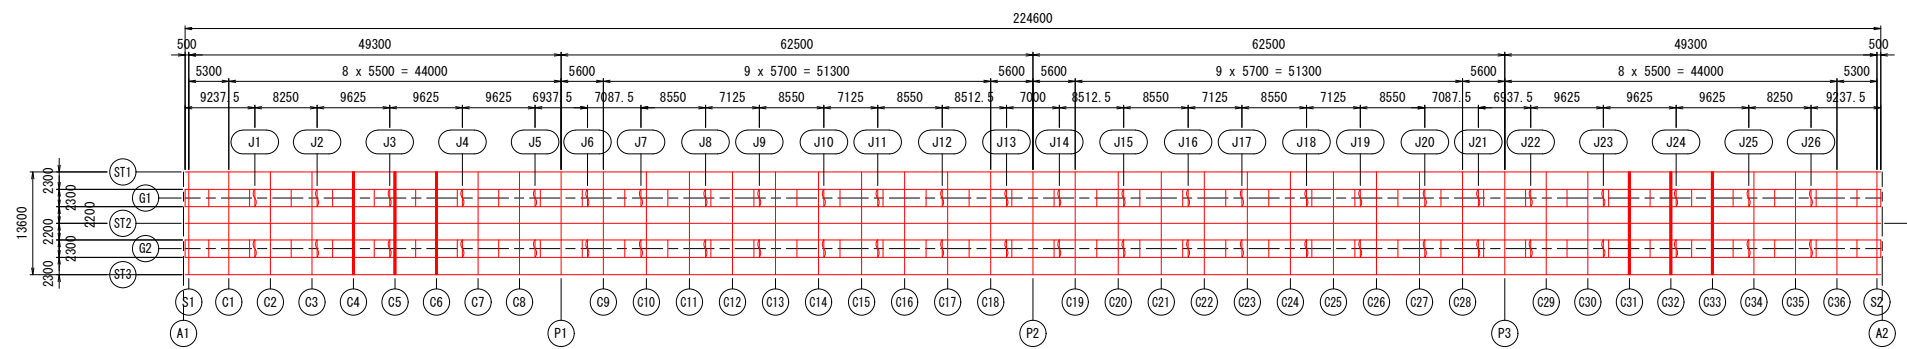 224600
500 49300 62500 62500 49300 500
5300 8 x 5500 = 44000 5600 9 x 5700 = 51300 5600 5600 9 x 5700 = 51300 5600 8 x 5500 = 44000 5300
9237.5 8250 9625 9625 9625 6937.5 7087.5 8550 7125 8550 7125 8550 8512.5 7000 8512.5 8550 7125 8550 7125 8550 7087.5 6937.5 9625 9625 9625 8250 9237.5
J1 J2 J3 J4 J5 J6 J7 J8 J9 J10 J11 J12 J13 J14 J15 J16 J17 J18 J19 J20 J21 J22 J23 J24 J25 J26
ST1
G1
ST2
G2
ST3
13600
2300
2200
2300
2300
2300
2200
S1 C1 C2 C3 C4 C5 C6 C7 C8 C9 C10 C11 C12 C13 C14 C15 C16 C17 C18 C19 C20 C21 C22 C23 C24 C25 C26 C27 C28 C29 C30 C31 C32 C33 C34 C35 C36 S2
A1 P1 P2 P3 A2